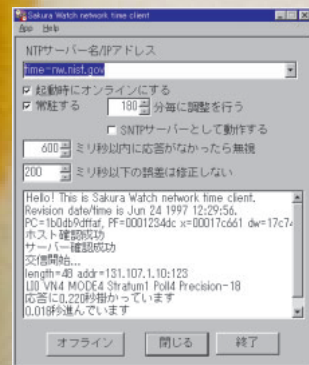 Sakura Watch network time client
App Help
NTPサーバー名/IPアドレス
time-nw.nist.gov
起動時にオンラインにする
常駐する 180 分毎に調整を行う
SNTPサーバーとして動作する
600 ミリ秒以内に応答がなかったら無視
200 ミリ秒以下の誤差は修正しない
Hello! This is Sakura Watch network time client.
Revision date/time is Jun 24 1997 12:29:56.
PC=1b0db9dffaf, PF=0001234dc x=00017c661 dw=17c74
ホスト確認成功
サーバー確認成功
交信開始...
length=48 addr=131.107.1.10:123
LI0 VN4 MODE4 Stratum1 Poll4 Precision-18
応答に0.220秒掛かっています
0.018秒進んでいます
オフライン 閉じる 終了